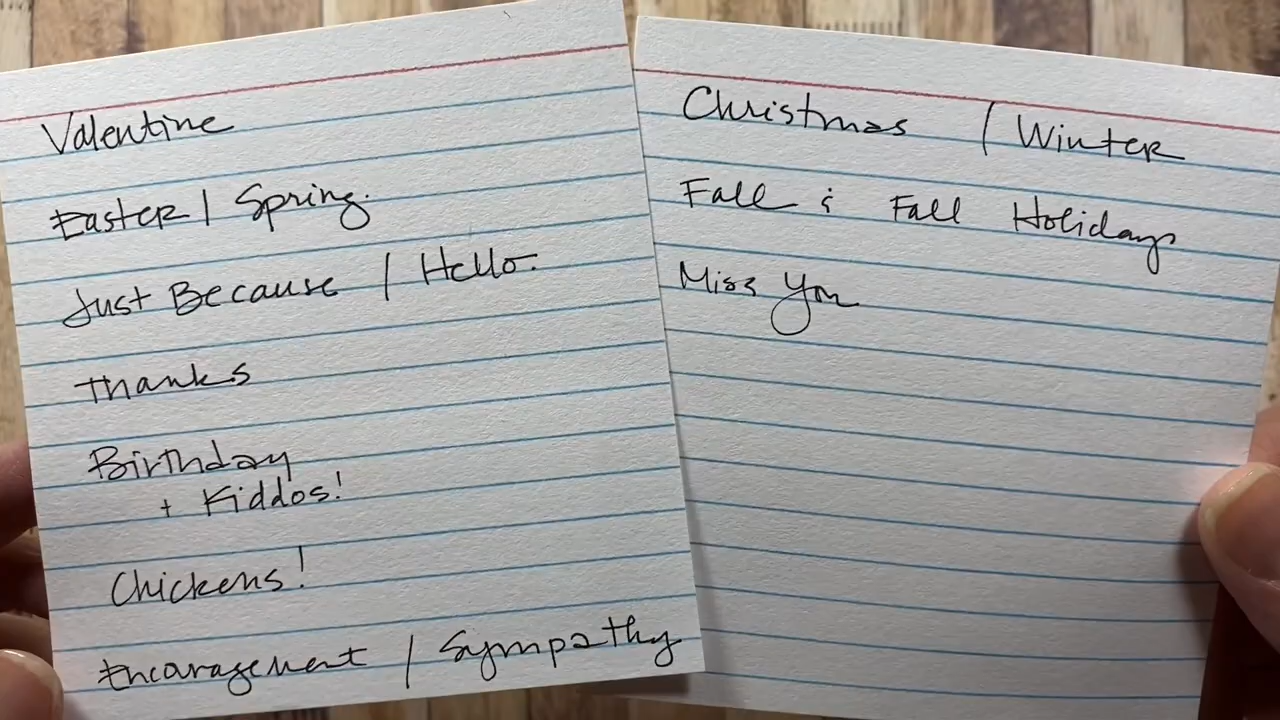 Valentine
Easter / Spring.
Just Because / Hello.
Thanks
Birthday
+ Kiddos!
Chickens!
Encouragement / Sympathy
Christmas / Winter
Fall & Fall Holidays
Miss You